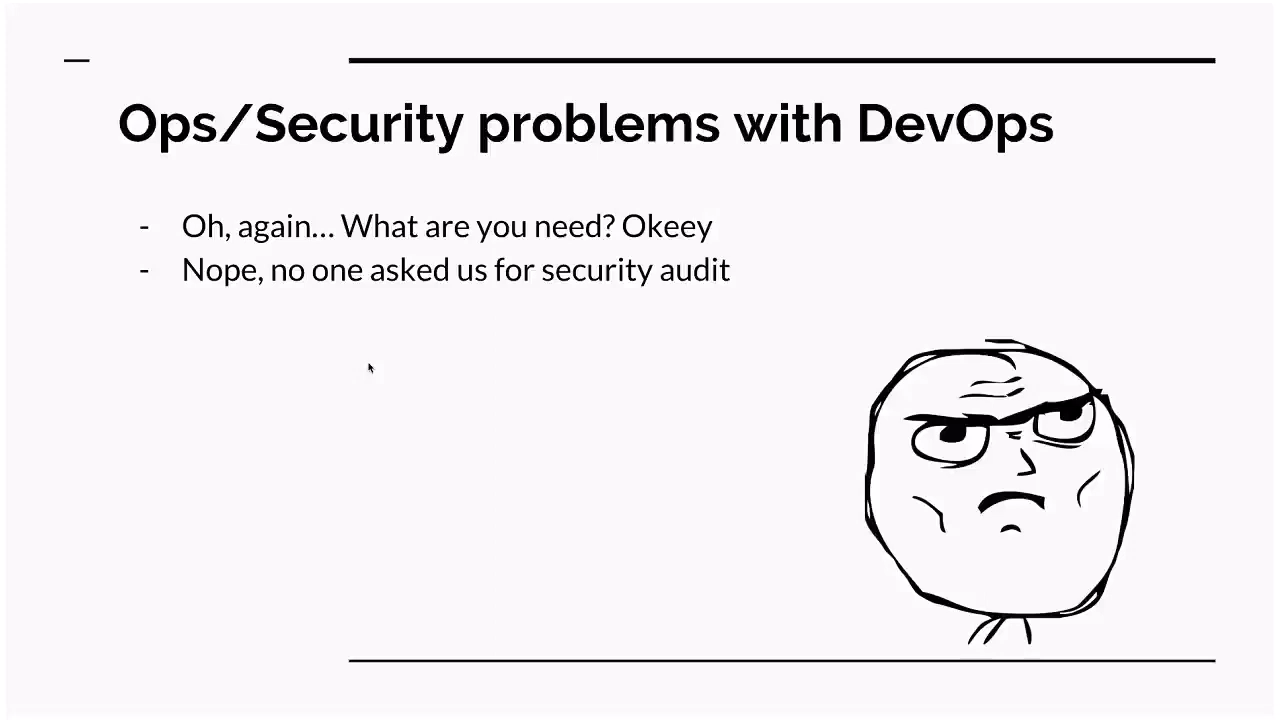 Ops/Security problems with DevOps
- Oh, again... What are you need? Okeey
- Nope, no one asked us for security audit